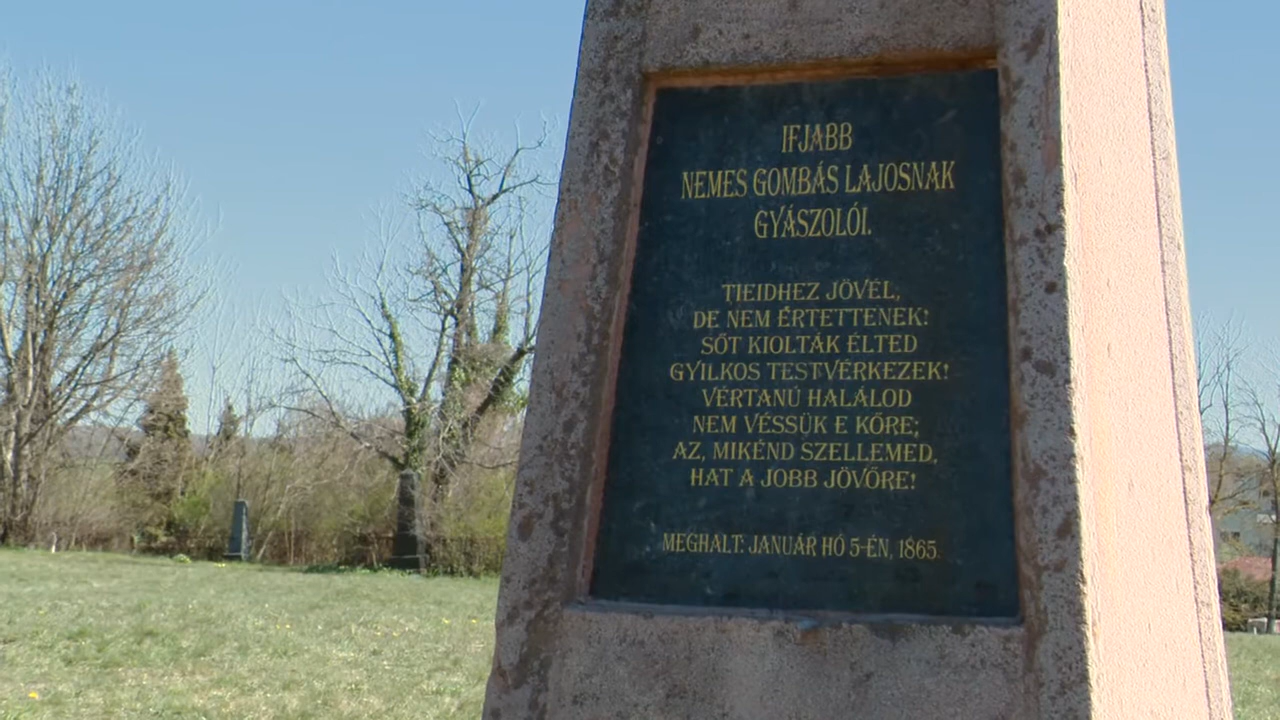 IFJABB
NEMES GOMBÁS LAJOSNAK
GYÁSZOLÓI.
TIEIDHEZ JÖVÉL,
DE NEM ÉRTETTENEK!
SŐT KIOLTÁK ÉLTED
GYILKOS TESTVÉRKEZEK!
VÉRTANÚ HALÁLOD
NEM VÉSSÜK E KŐRE;
AZ, MIKÉND SZELLEMED,
HAT A JOBB JÖVŐRE!
MEGHALT: JANUÁR HÓ 5-ÉN, 1865.